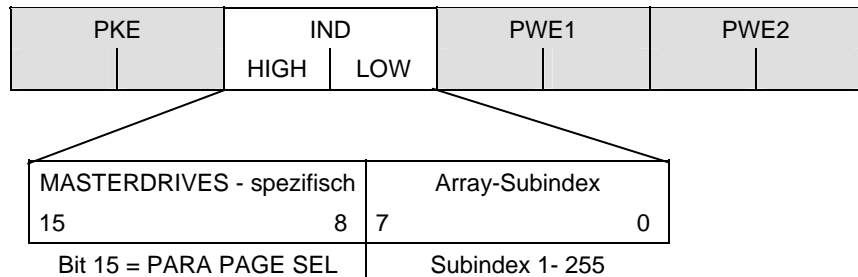 PKE IND PWE1 PWE2
HIGH LOW
MASTERDRIVES - spezifisch Array-Subindex
15 8 7 0
Bit 15 = PARA PAGE SEL Subindex 1- 255